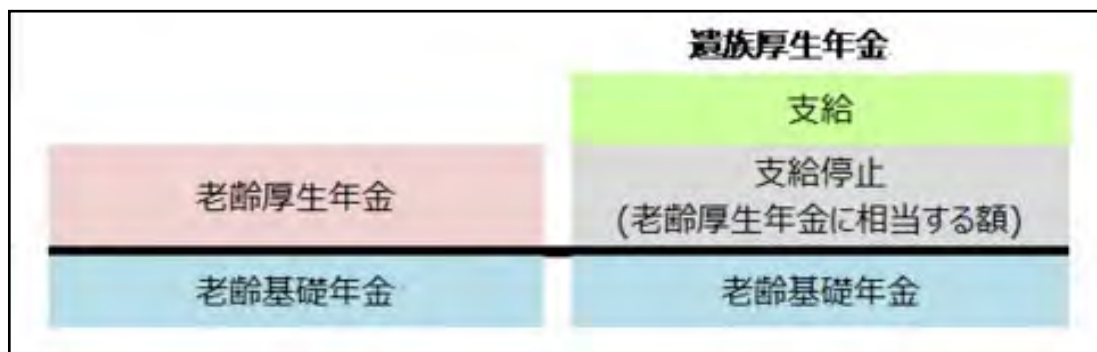 遺族厚生年金
支給
老齢厚生年金
支給停止
(老齢厚生年金に相当する額)
老齢基礎年金
老齢基礎年金